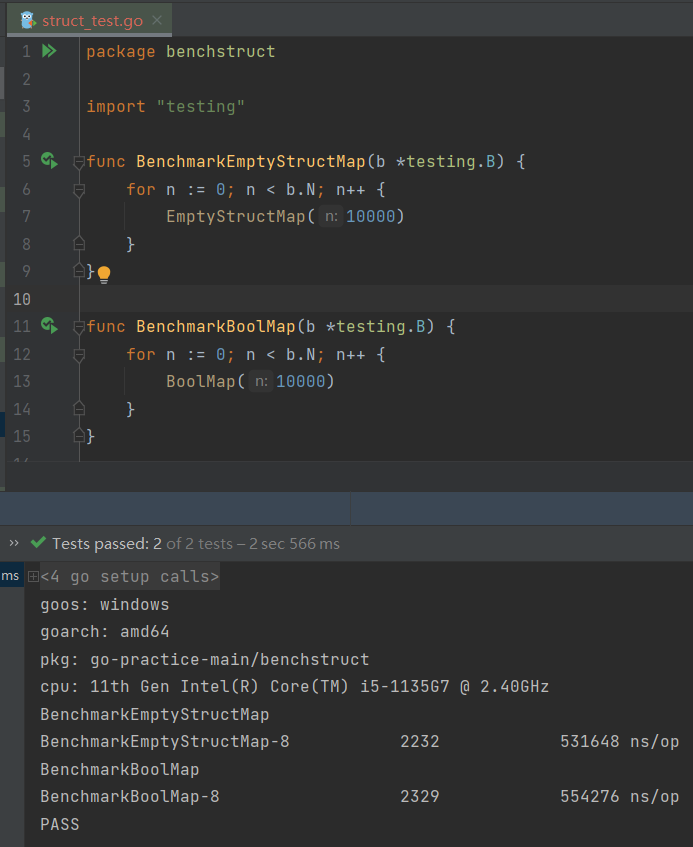 struct_test.go
1 package benchstruct
2
3 import "testing"
4
5 func BenchmarkEmptyStructMap(b *testing.B) {
6 for n := 0; n < b.N; n++ {
7 EmptyStructMap( n: 10000)
8 }
9 }
10
11 func BenchmarkBoolMap(b *testing.B) {
12 for n := 0; n < b.N; n++ {
13 BoolMap( n: 10000)
14 }
15 }
›› Tests passed: 2 of 2 tests – 2 sec 566 ms
ms <4 go setup calls>
goos: windows
goarch: amd64
pkg: go-practice-main/benchstruct
cpu: 11th Gen Intel(R) Core(TM) i5-1135G7 @ 2.40GHz
BenchmarkEmptyStructMap
BenchmarkEmptyStructMap-8 2232 531648 ns/op
BenchmarkBoolMap
BenchmarkBoolMap-8 2329 554276 ns/op
PASS